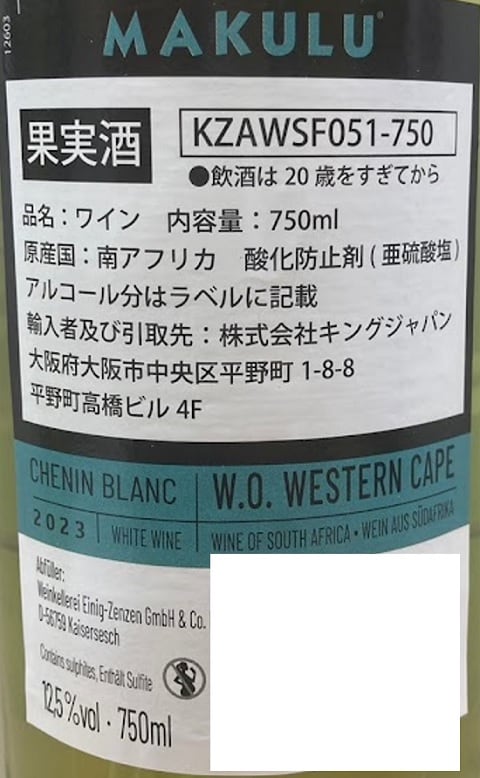 12603
MAKULU
果実酒
KZAWSF051-750
●飲酒は 20 歳をすぎてから
品名：ワイン 内容量：750ml
原産国：南アフリカ 酸化防止剤 ( 亜硫酸塩 )
アルコール分はラベルに記載
輸入者及び引取先：株式会社キングジャパン
大阪府大阪市中央区平野町 1-8-8
平野町高橋ビル 4F
CHENIN BLANC
W.O. WESTERN CAPE
2023 | WHITE WINE
WINE OF SOUTH AFRICA • WEIN AUS SÜDAFRIKA
Abfüller:
Weinkellerei Einig-Zenzen GmbH & Co.
D-56759 Kaisersesch
Contains sulphites, Enthält Sulfite
12,5%vol · 750ml